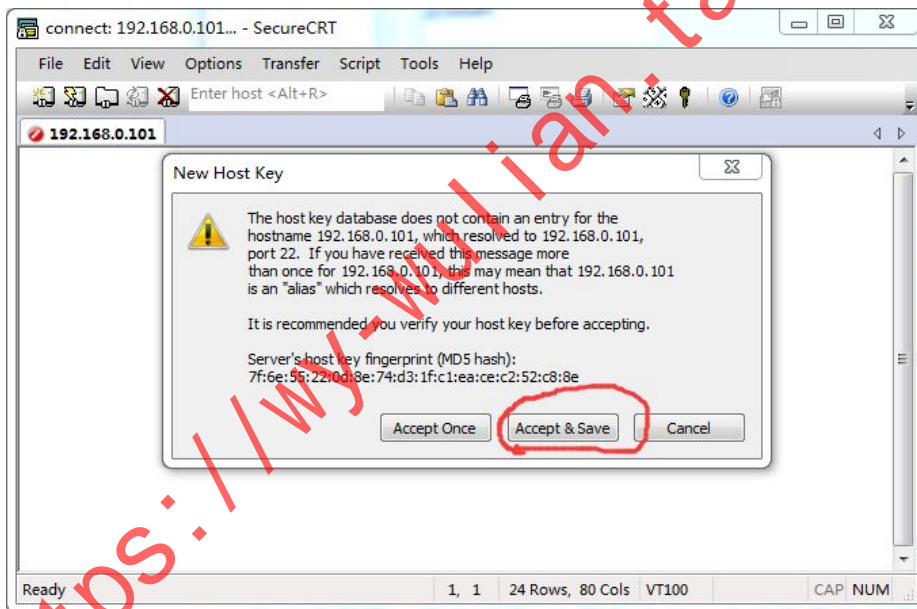 connect: 192.168.0.101... - SecureCRT
File Edit View Options Transfer Script Tools Help
Enter host <Alt+R>
192.168.0.101
New Host Key
The host key database does not contain an entry for the
hostname 192.168.0.101, which resolved to 192.168.0.101,
port 22. If you have received this message more
than once for 192.168.0.101, this may mean that 192.168.0.101
is an "alias" which resolves to different hosts.
It is recommended you verify your host key before accepting.
Server's host key fingerprint (MD5 hash):
7f:6e:55:22:0d:8e:74:d3:1f:c1:ea:ce:c2:52:c8:8e
Accept Once Accept & Save Cancel
Ready 1, 1 24 Rows, 80 Cols VT100 CAP NUM
tps://wy-wulian.ta